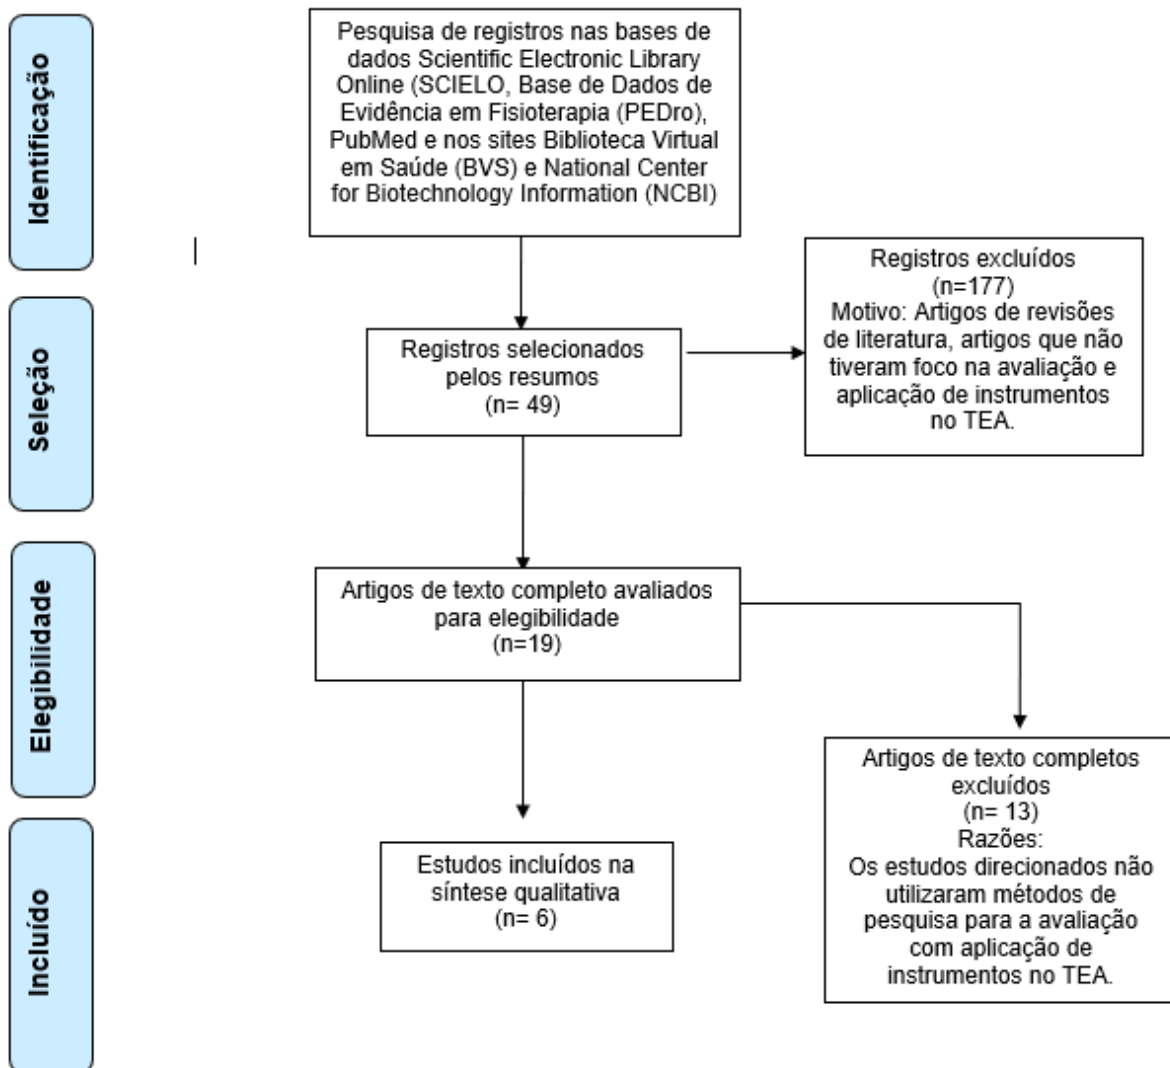 Identificação
Pesquisa de registros nas bases de
dados Scientific Electronic Library
Online (SCIELO, Base de Dados de
Evidência em Fisioterapia (PEDro),
PubMed e nos sites Biblioteca Virtual
em Saúde (BVS) e National Center
for Biotechnology Information (NCBI)
Seleção
Registros selecionados
pelos resumos
(n= 49)
Registros excluídos
(n=177)
Motivo: Artigos de revisões
de literatura, artigos que não
tiveram foco na avaliação e
aplicação de instrumentos
no TEA.
Elegibilidade
Artigos de texto completo avaliados
para elegibilidade
(n=19)
Artigos de texto completos
excluídos
(n= 13)
Razões:
Os estudos direcionados não
utilizaram métodos de
pesquisa para a avaliação
com aplicação de
instrumentos no TEA.
Incluído
Estudos incluídos na
síntese qualitativa
(n= 6)